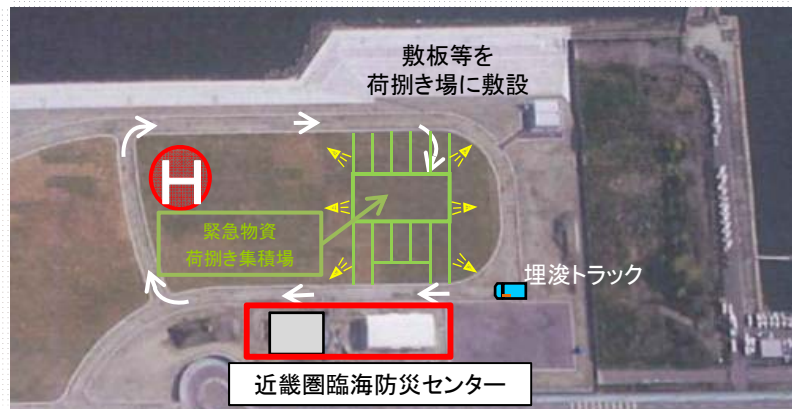 敷板等を
荷捌き場に敷設
H
緊急物資
荷捌き集積場
埋浚トラック
近畿圏臨海防災センター